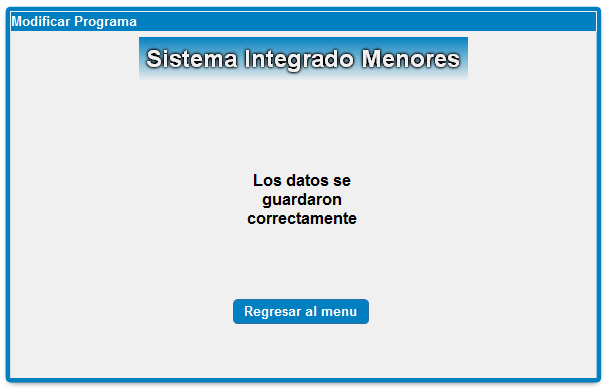 Modificar Programa
Sistema Integrado Menores
Los datos se
guardaron
correctamente
Regresar al menu